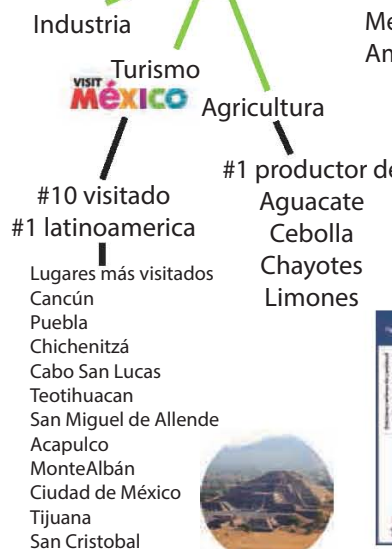 Industria
Me
An
Turismo
VISIT
MéXICO
Agricultura
#10 visitado
#1 latinoamerica
#1 productor de
Aguacate
Cebolla
Chayotes
Limones
Lugares más visitados
Cancún
Puebla
Chichenitzá
Cabo San Lucas
Teotihuacan
San Miguel de Allende
Acapulco
MonteAlbán
Ciudad de México
Tijuana
San Cristobal